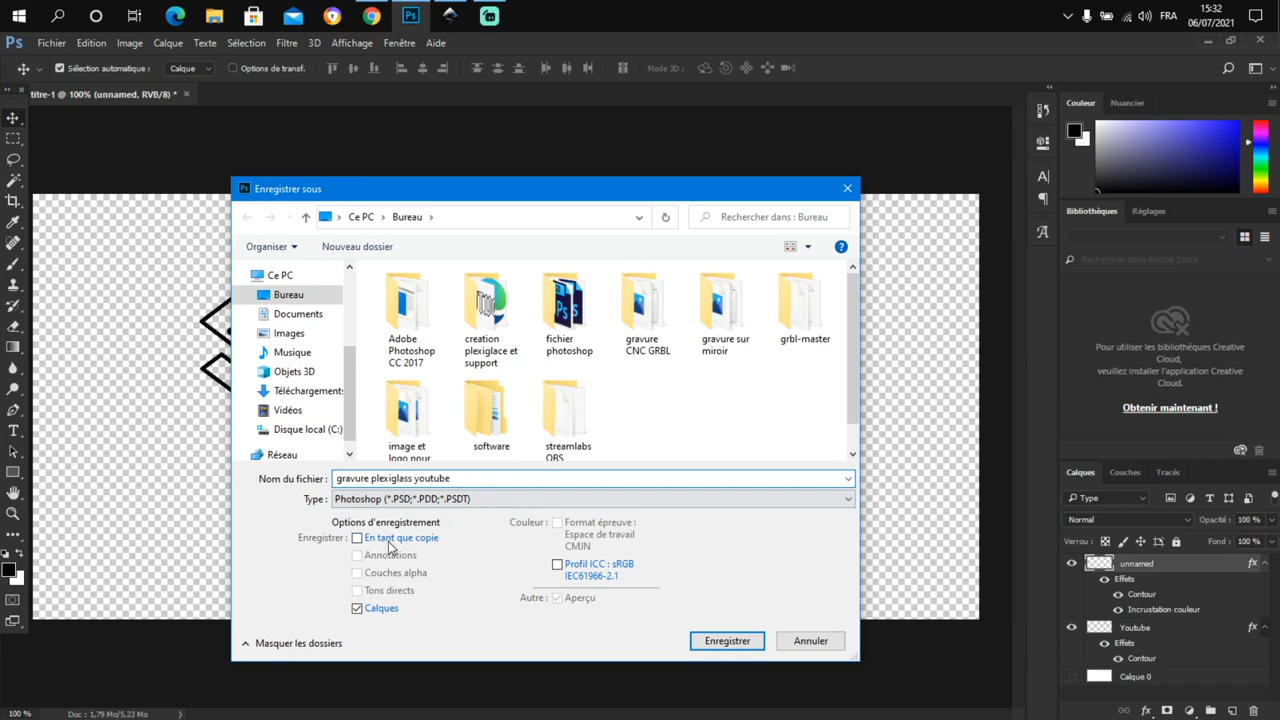 15:32
FRA
06/07/2021
Ps
Fichier Edition Image Calque Texte Sélection Filtre 3D Affichage Fenêtre Aide
Sélection automatique : Calque Options de transf. Mode 3D :
titre-1 @ 100% (unnamed, RVB/8) *
Couleur Nuancier
Enregistrer sous
Ce PC Bureau
Rechercher dans : Bureau
Organiser Nouveau dossier
Ce PC
Bureau
Documents
Images
Musique
Objets 3D
Téléchargements
Vidéos
Disque local (C:)
Réseau
Adobe Photoshop CC 2017
creation plexiglace et support
fichier photoshop
gravure CNC GRBL
gravure sur miroir
grbl-master
image et logo pour
software
streamlabs OBS
Nom du fichier : gravure plexiglass youtube
Type : Photoshop (*.PSD;*.PDD;*.PSDT)
Options d'enregistrement
Enregistrer : En tant que copie
Annotations
Couches alpha
Tons directs
Calques
Couleur : Format épreuve :
Espace de travail
CMJN
Profil ICC : sRGB
IEC61966-2.1
Autre : Aperçu
Masquer les dossiers
Enregistrer Annuler
Bibliothèques Réglages
Rechercher dans Adobe Stock
Pour utiliser les bibliothèques Creative
Cloud,
veuillez installer l'application Creative
Cloud.
Obtenir maintenant !
Calques Couches Tracés
Type
Normal Opacité : 100 %
Verrou : Fond : 100 %
unnamed fx
Effets
Contour
Incrustation couleur
Youtube fx
Effets
Contour
Calque 0
100 % Doc : 1,79 Mo/5,23 Mo